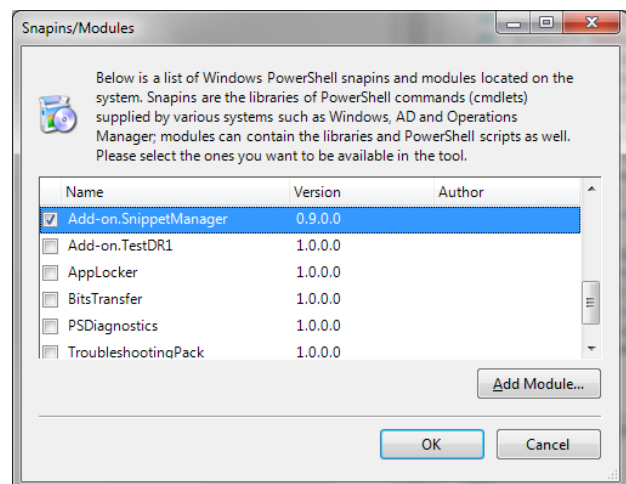 Snapins/Modules
Below is a list of Windows PowerShell snapins and modules located on the
system. Snapins are the libraries of PowerShell commands (cmdlets)
supplied by various systems such as Windows, AD and Operations
Manager; modules can contain the libraries and PowerShell scripts as well.
Please select the ones you want to be available in the tool.
Name Version Author
Add-on.SnippetManager 0.9.0.0
Add-on.TestDR1 1.0.0.0
AppLocker 1.0.0.0
BitsTransfer 1.0.0.0
PSDiagnostics 1.0.0.0
TroubleshootingPack 1.0.0.0
Add Module...
OK Cancel